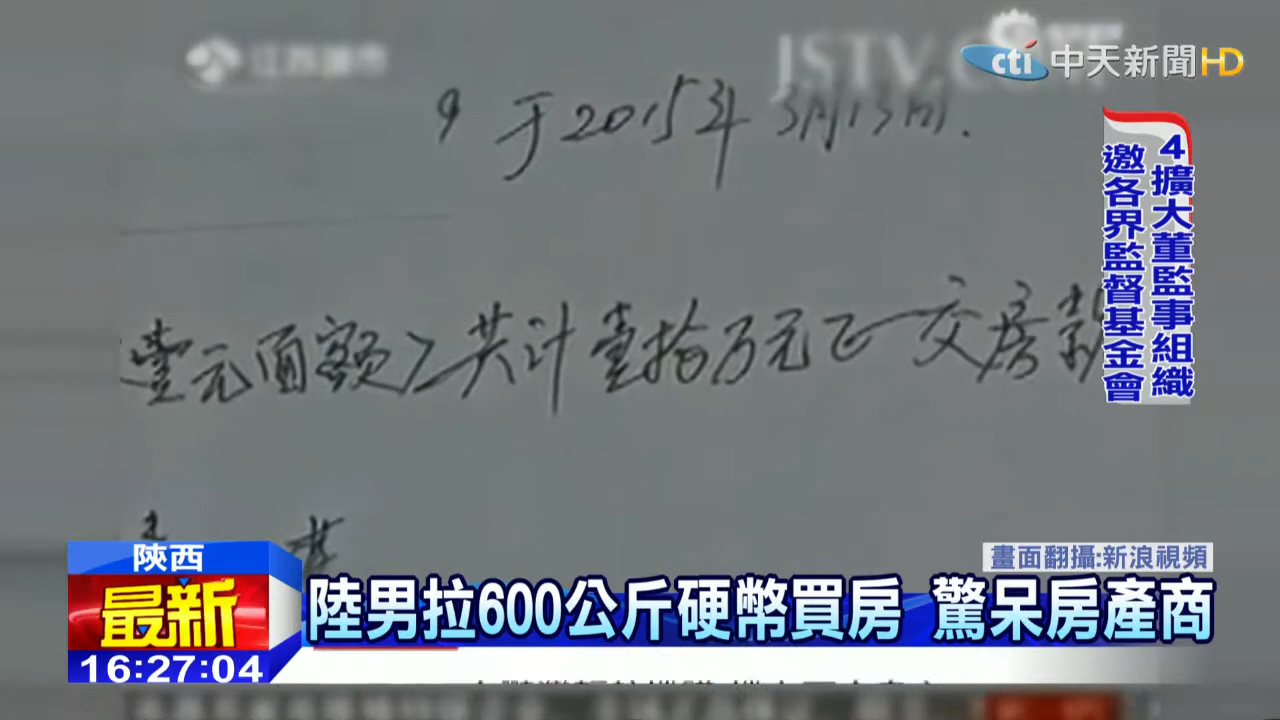 JSTV.C
cti 中天新聞HD
于2015年3月13日.
壹元面额>共计壹拾万元正交房款
4擴大董監事組織
邀各界監督基金會
畫面翻攝:新浪視頻
陝西
最新
陸男拉600公斤硬幣買房 驚呆房產商
16:27:04